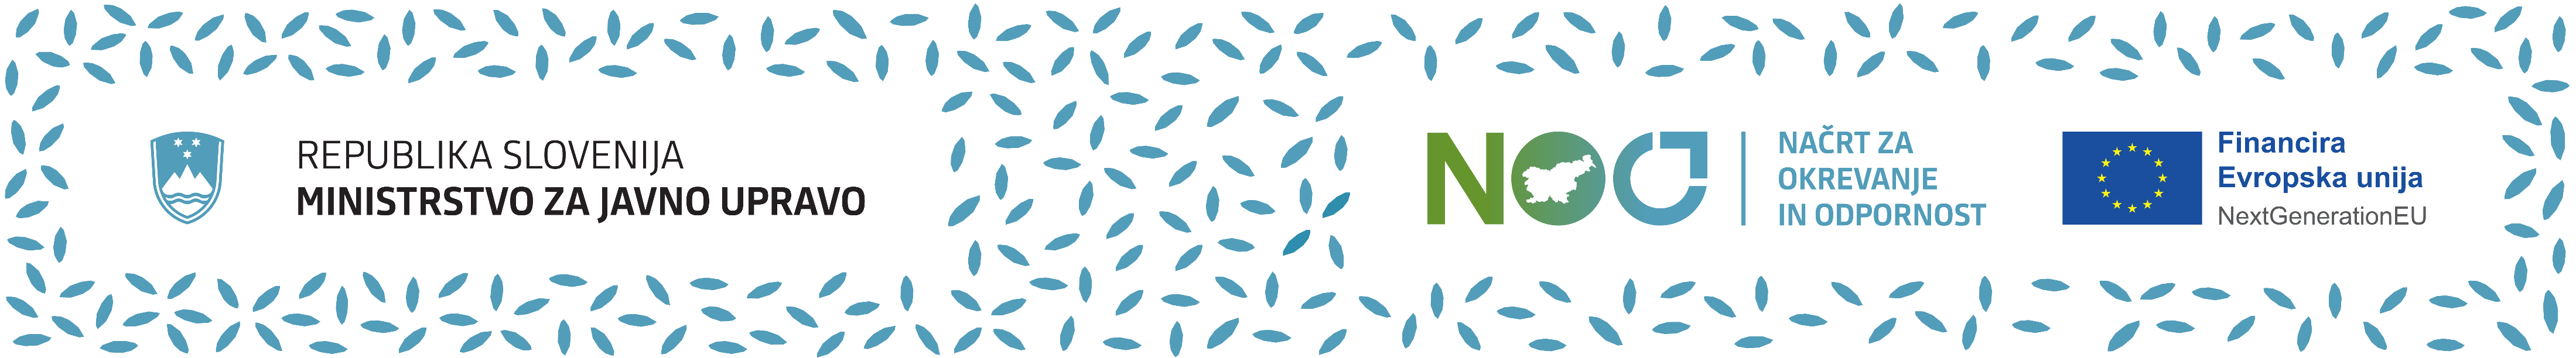 REPUBLIKA SLOVENIJA
MINISTRSTVO ZA JAVNO UPRAVO
NOO
NAČRT ZA
OKREVANJE
IN ODPORNOST
Financira
Evropska unija
NextGenerationEU